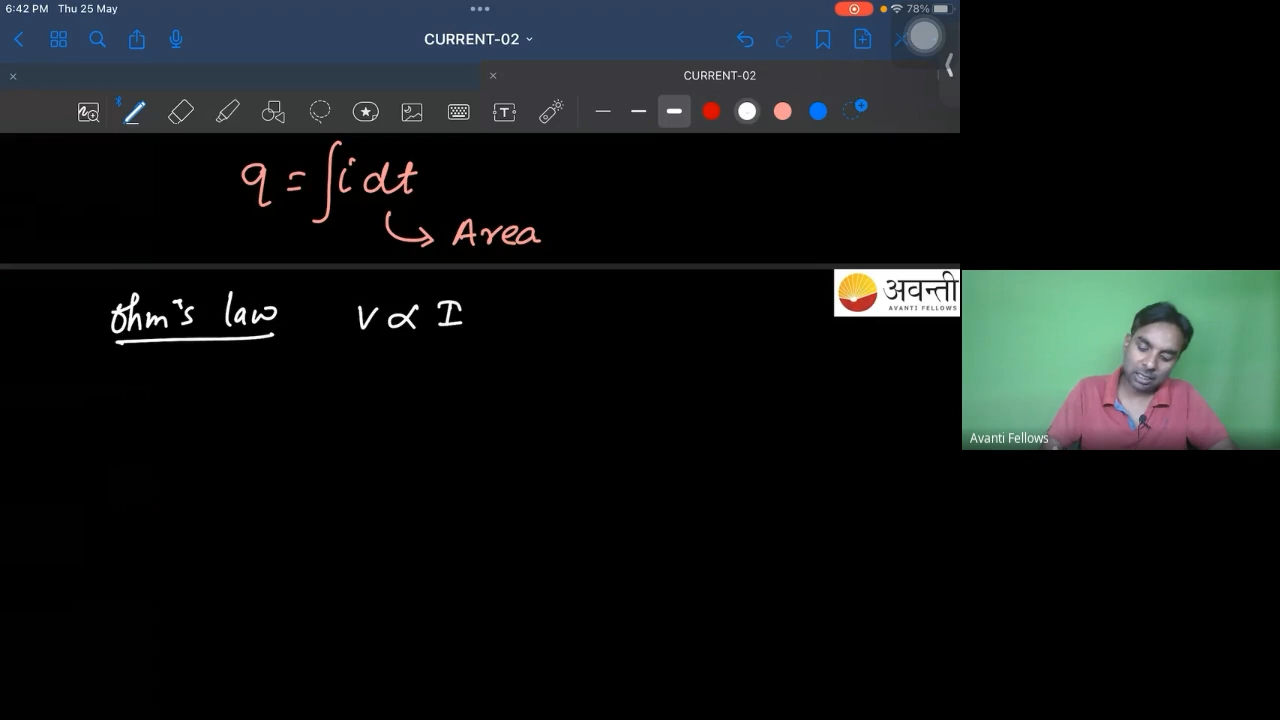 6:42 PM Thu 25 May
78%
CURRENT-02
CURRENT-02
T
q = ∫i dt
Area
अवन्ती
AVANTI FELLOWS
Ohm's law V ∝ I
Avanti Fellows